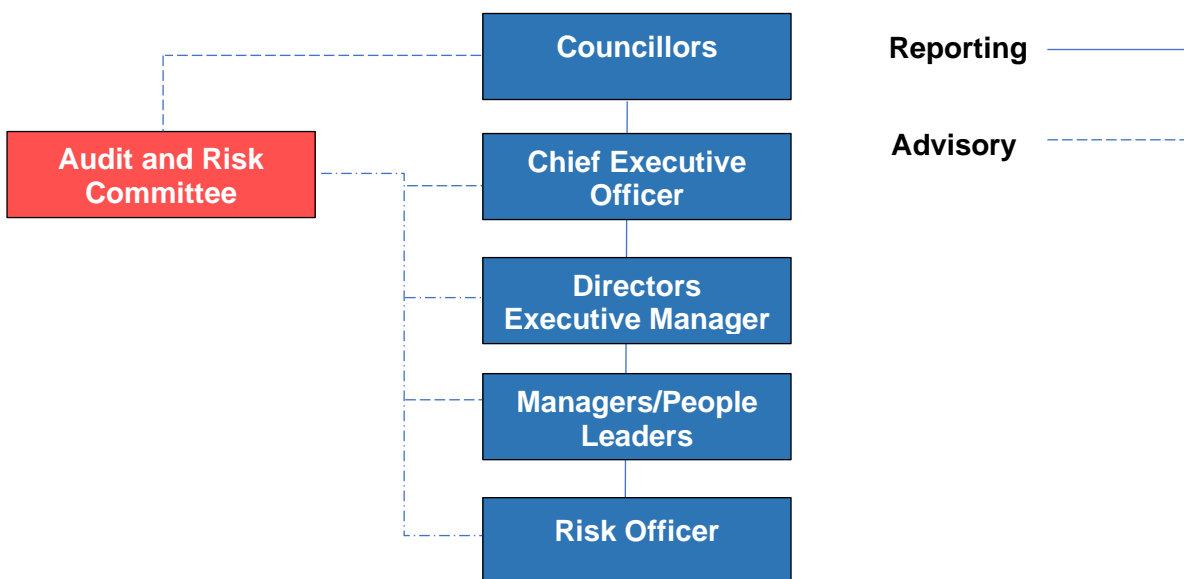 Councillors
Reporting
Audit and Risk
Committee
Chief Executive
Officer
Advisory
Directors
Executive Manager
Managers/People
Leaders
Risk Officer